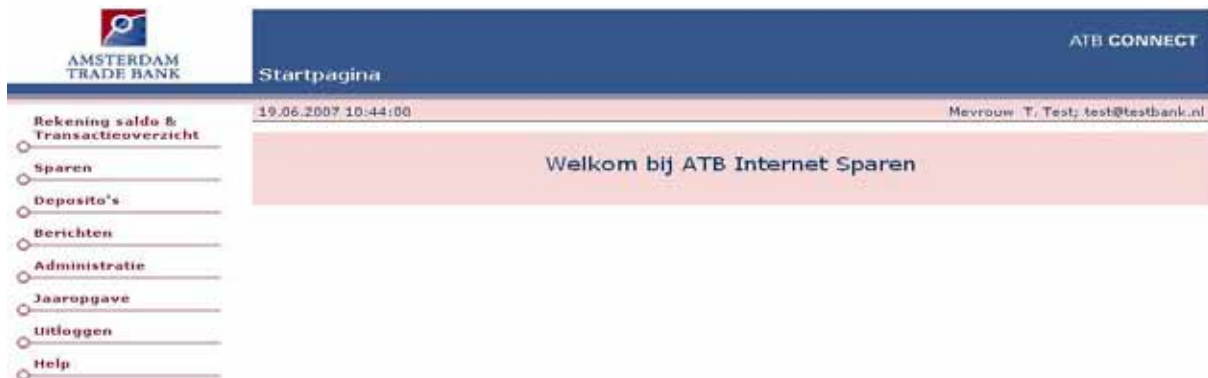 AMSTERDAM
TRADE BANK
ATB CONNECT
Startpagina
19.06.2007 10:44:00
Mevrouw T. Test; test@testbank.nl
Welkom bij ATB Internet Sparen
Rekening saldo &
Transactieoverzicht
Sparen
Deposito's
Berichten
Administratie
Jaaropgave
Uitloggen
Help